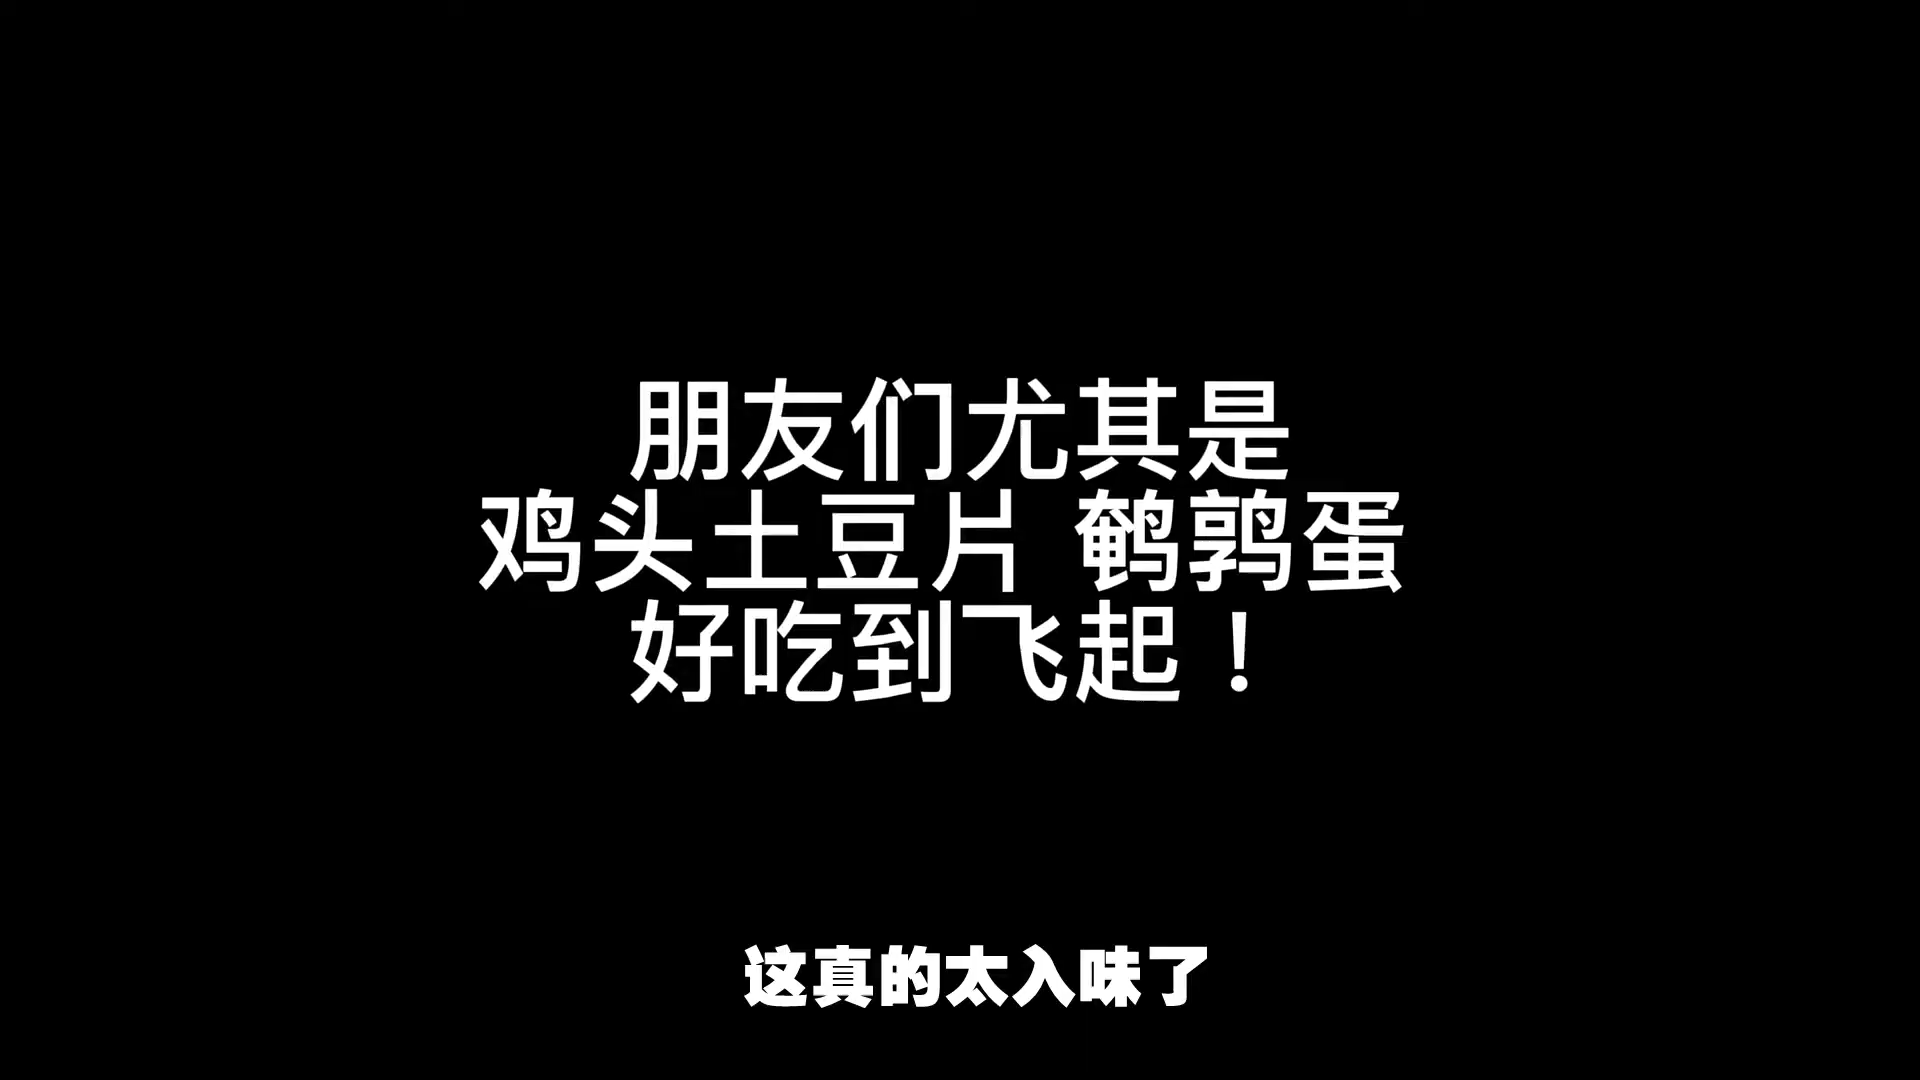 朋友们尤其是
鸡头土豆片 鹌鹑蛋
好吃到飞起！
这真的太入味了